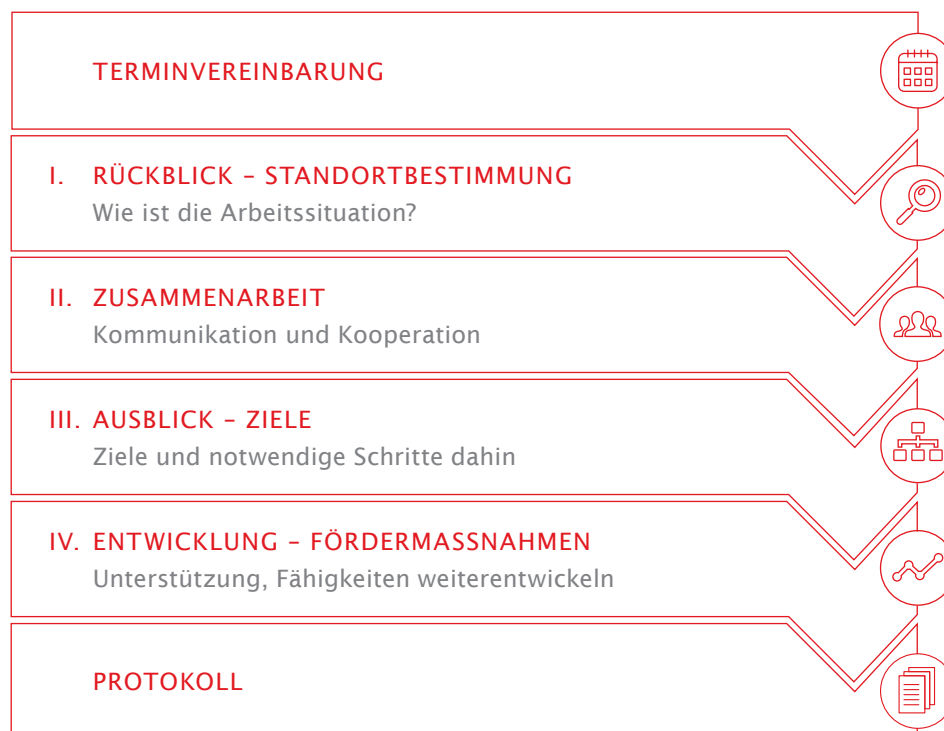 TERMINVEREINBARUNG
I. RÜCKBLICK – STANDORTBESTIMMUNG
Wie ist die Arbeitssituation?
II. ZUSAMMENARBEIT
Kommunikation und Kooperation
III. AUSBLICK – ZIELE
Ziele und notwendige Schritte dahin
IV. ENTWICKLUNG – FÖRDERMASSNAHMEN
Unterstützung, Fähigkeiten weiterentwickeln
PROTOKOLL